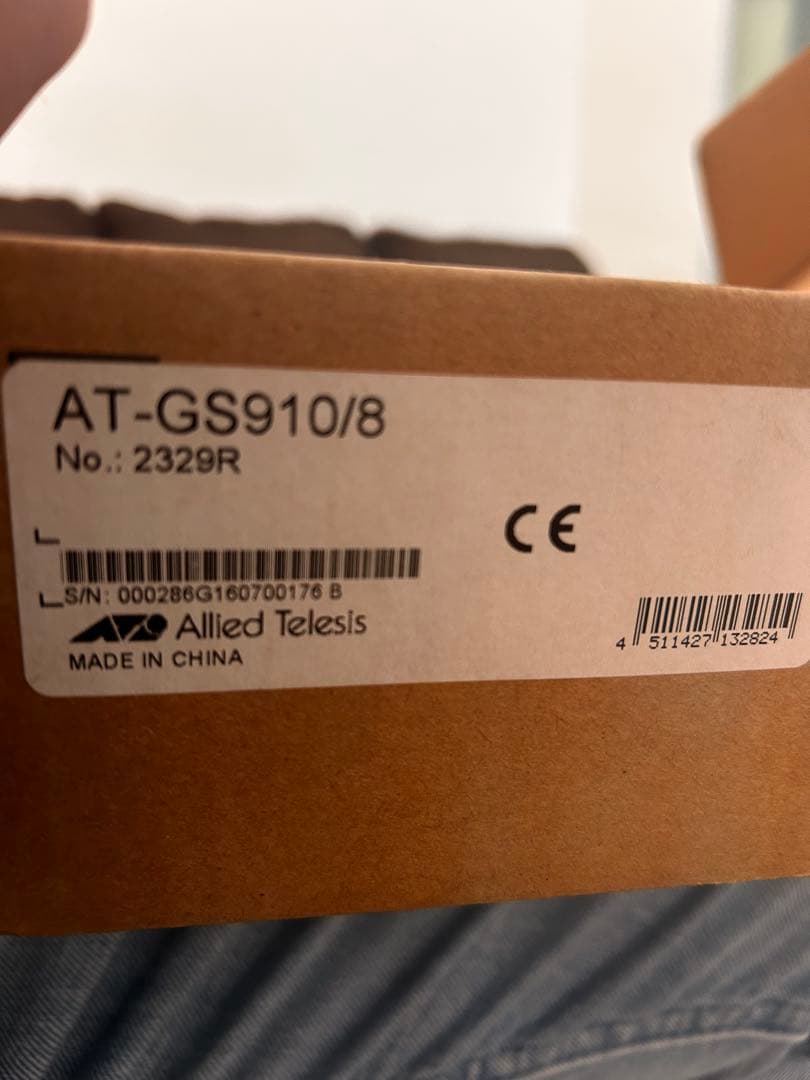 AT-GS910/8
No.: 2329R
CE
S/N: 000286G160700176 B
Allied Telesis
MADE IN CHINA
4 511427 132824